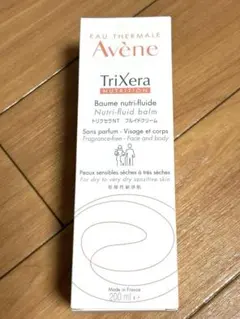 EAU THERMALE
Avène
TriXera
NUTRITION
Baume nutri-fluide
Nutri-fluid balm
トリクセラNT フルイドクリーム
Sans parfum - Visage et corps
Fragrance-free - Face and body
Peaux sensibles sèches à très sèches
For dry to very dry sensitive skin
Made in France
200 ml e